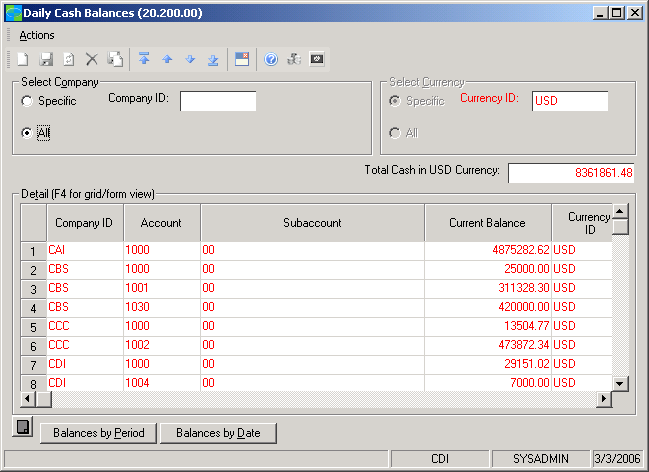 Daily Cash Balances (20.200.00)
Actions
Select Company
Specific Company ID:
All
Select Currency
Specific Currency ID: USD
All
Total Cash in USD Currency: 8361861.48
Detail (F4 for grid/form view)
Company ID Account Subaccount Current Balance Currency ID
1 CAI 1000 00 4875282.62 USD
2 CBS 1000 00 25000.00 USD
3 CBS 1001 00 311328.30 USD
4 CBS 1030 00 420000.00 USD
5 CCC 1000 00 13504.77 USD
6 CCC 1002 00 473872.34 USD
7 CDI 1000 00 29151.02 USD
8 CDI 1004 00 7000.00 USD
Balances by Period Balances by Date
CDI SYSADMIN 3/3/2006